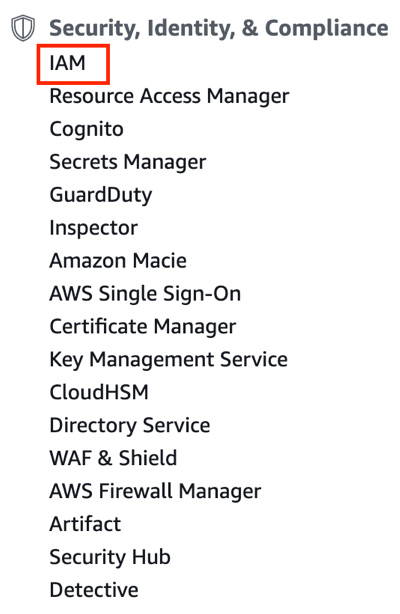 Security, Identity, & Compliance
IAM
Resource Access Manager
Cognito
Secrets Manager
GuardDuty
Inspector
Amazon Macie
AWS Single Sign-On
Certificate Manager
Key Management Service
CloudHSM
Directory Service
WAF & Shield
AWS Firewall Manager
Artifact
Security Hub
Detective